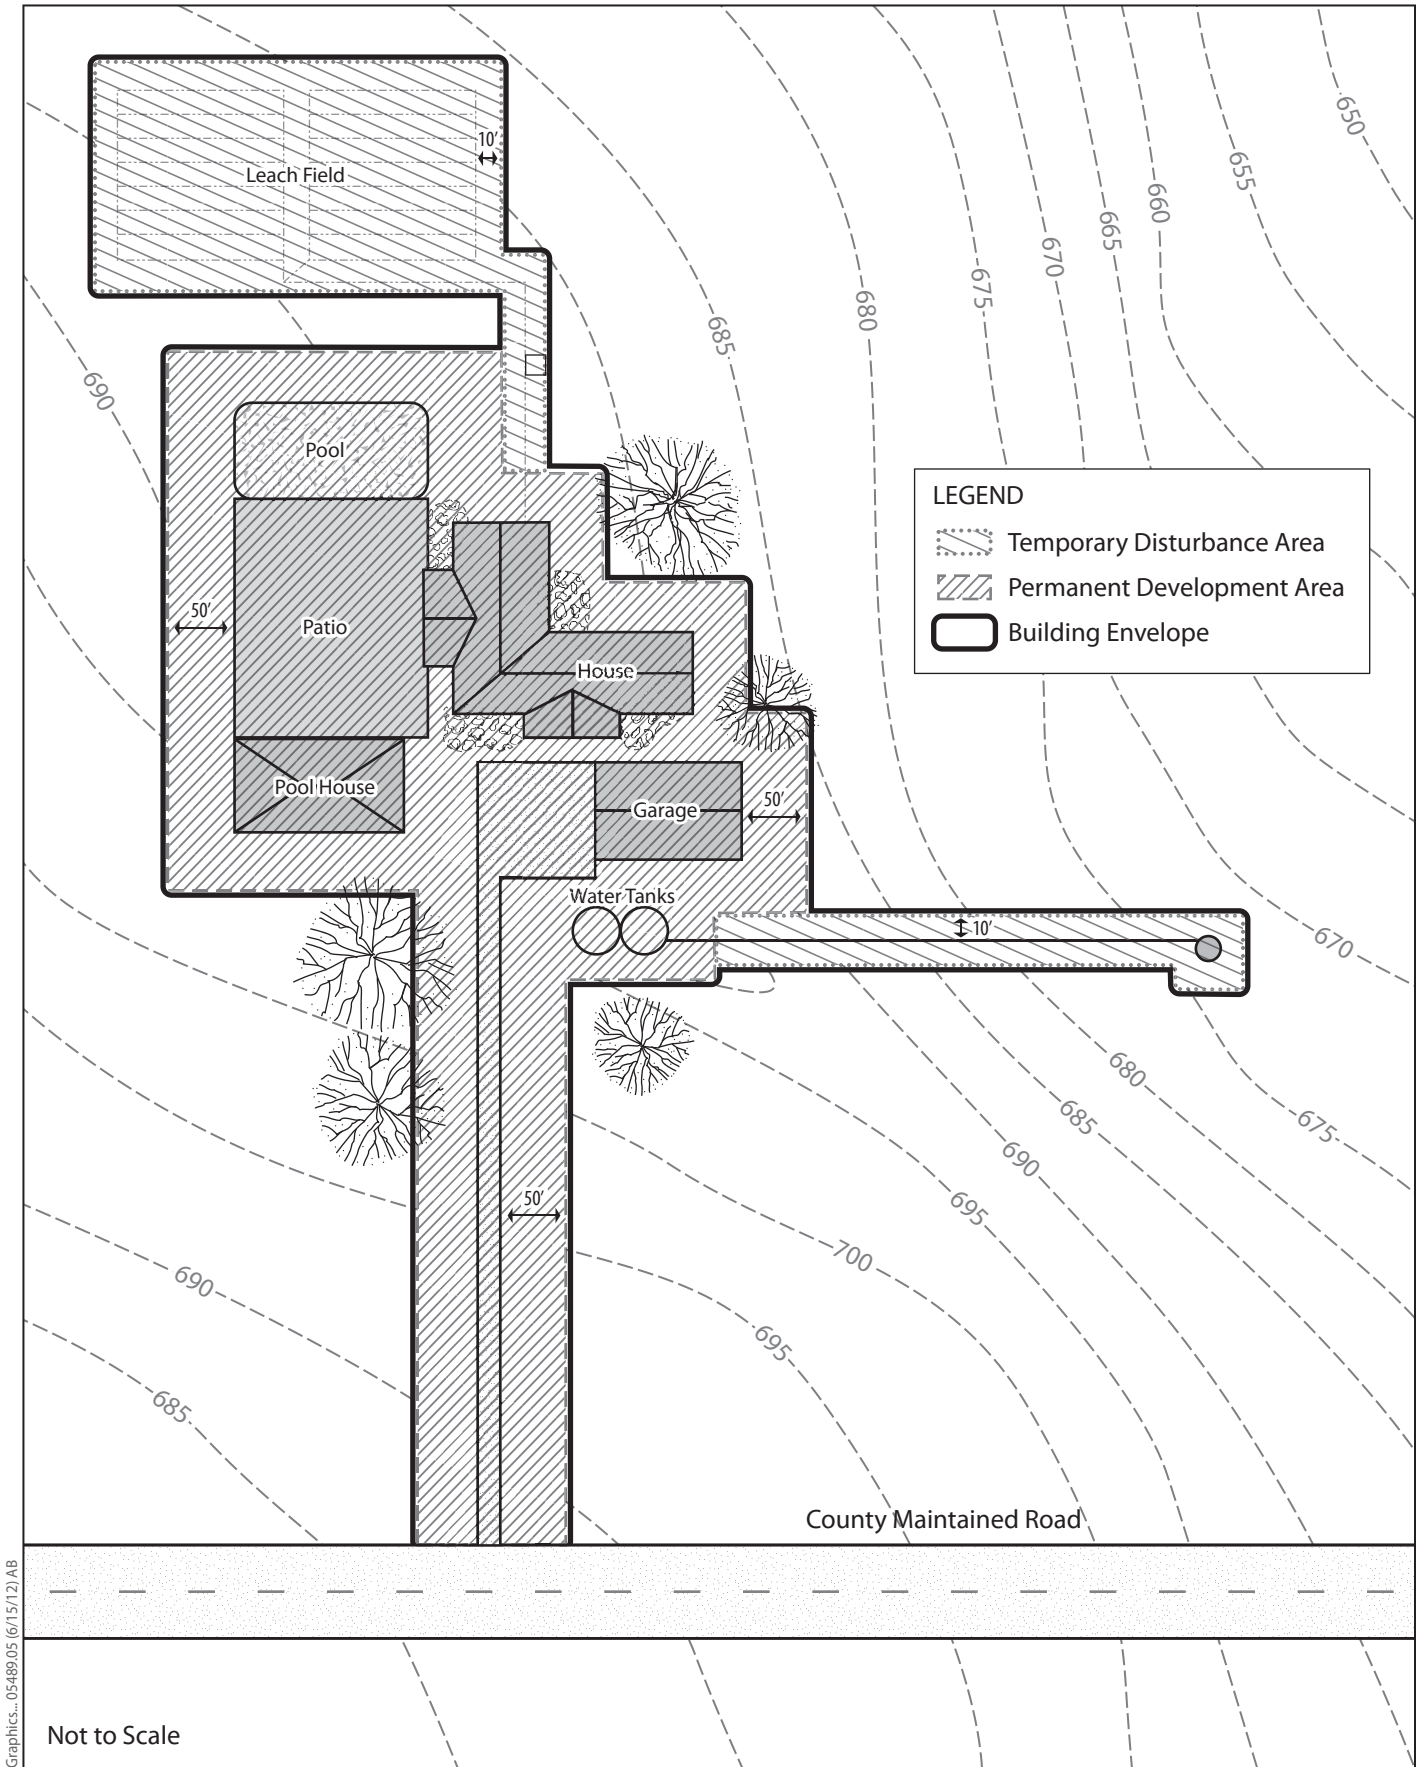 650
655
660
665
670
675
680
685
690
10′
Leach Field
Pool
50′
Patio
House
Pool House
Garage
50′
Water Tanks
10′
LEGEND
Temporary Disturbance Area
Permanent Development Area
Building Envelope
670
675
680
685
690
695
700
695
50′
690
685
County Maintained Road
Not to Scale
Graphics... 05489.05 (6/15/12) AB